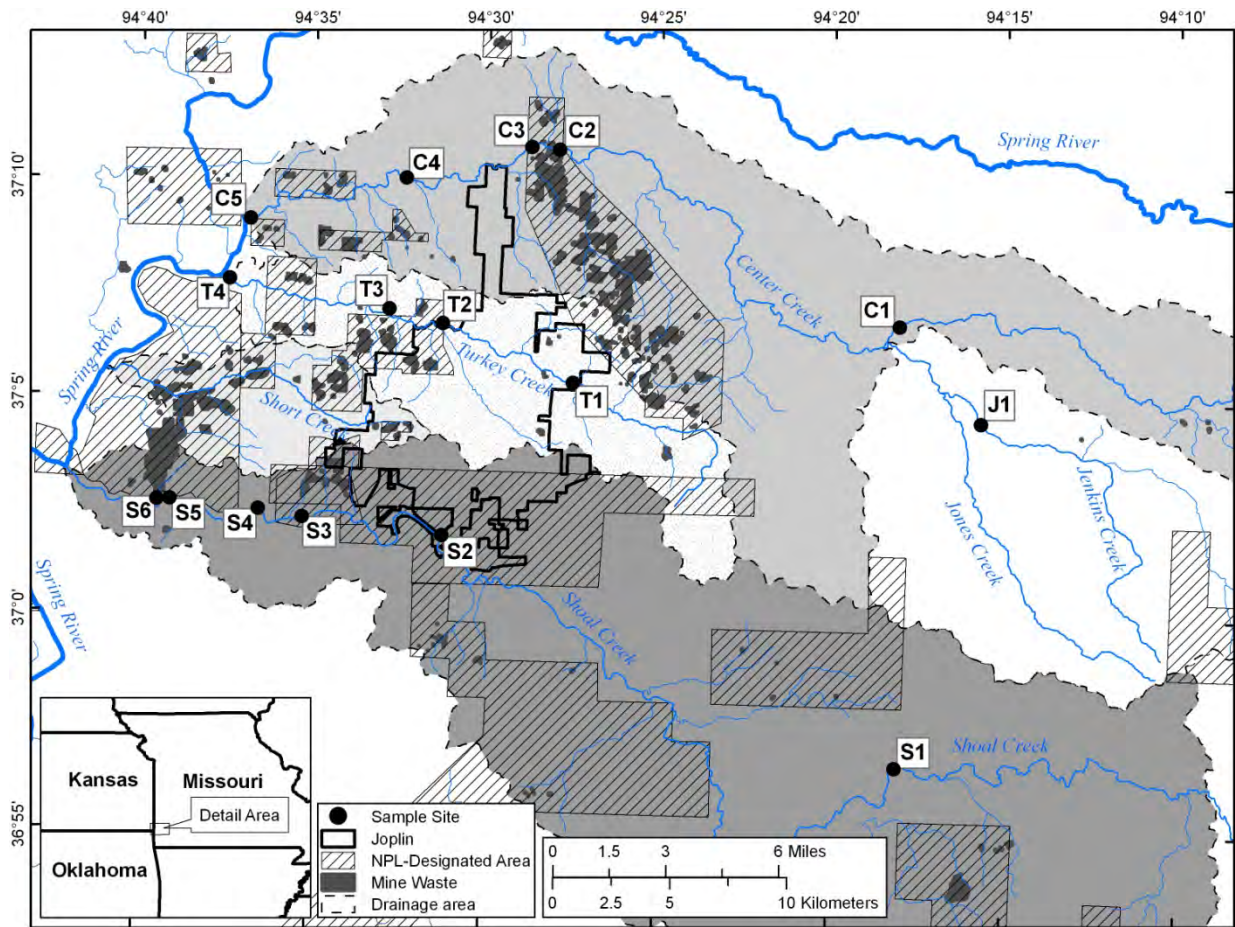 94°40' 94°35' 94°30' 94°25' 94°20' 94°15' 94°10'
Spring River
C3 C2
37°10'
C4
C5
Center Creek
T4
T3
T2
C1
Spring River
Turkey Creek
37°5'
T1
Short Creek
J1
Jenkins Creek
Jones Creek
S6 S5 S4 S3 S2
37°0'
Spring River
Shoal Creek
S1 Shoal Creek
36°55'
Kansas Missouri
Detail Area
Oklahoma
Sample Site
Joplin
NPL-Designated Area
Mine Waste
Drainage area
0 1.5 3 6 Miles
0 2.5 5 10 Kilometers